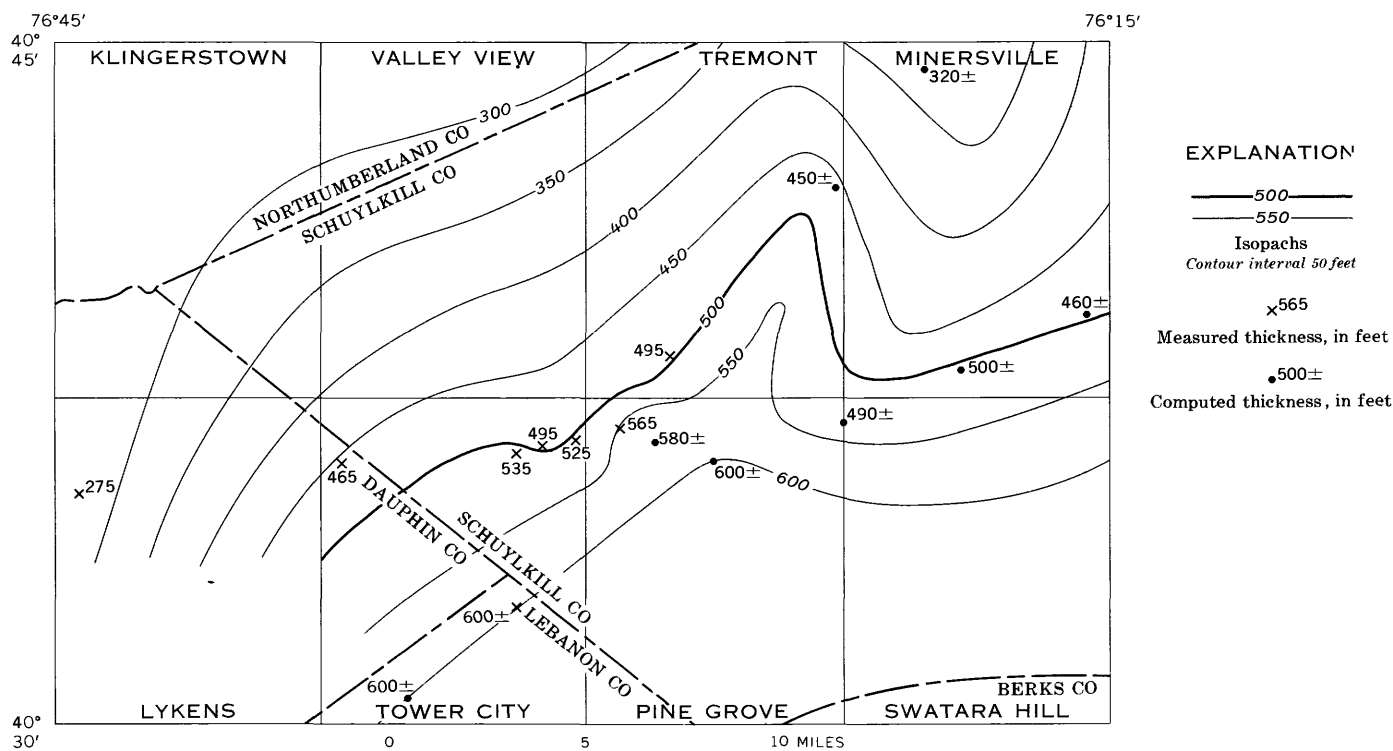 76°45′
76°15′
40°
45′
KLINGERSTOWN
VALLEY VIEW
TREMONT
MINERSVILLE
320±
300
NORTHUMBERLAND CO
SCHUYLKILL CO
350
400
450
450±
500
550
495
460±
500±
490±
495
525
535
565
580±
600±
600
465
275
DAUPHIN CO
SCHUYLKILL CO
LEBANON CO
600±
600±
BERKS CO
LYKENS
TOWER CITY
PINE GROVE
SWATARA HILL
40°
30′
0 5 10 MILES
EXPLANATION
500
550
Isopachs
Contour interval 50 feet
×565
Measured thickness, in feet
500±
Computed thickness, in feet